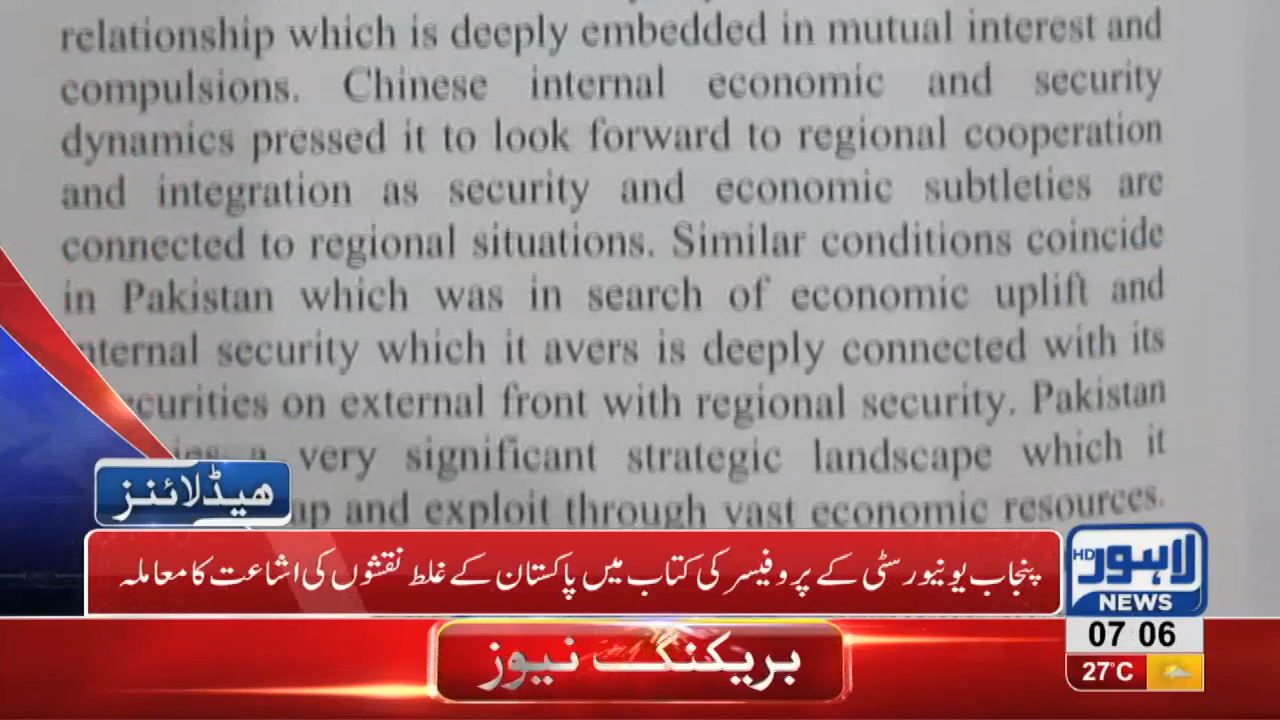 relationship which is deeply embedded in mutual interest and
compulsions. Chinese internal economic and security
dynamics pressed it to look forward to regional cooperation
and integration as security and economic subtleties are
connected to regional situations. Similar conditions coincide
in Pakistan which was in search of economic uplift and
nternal security which it avers is deeply connected with its
curities on external front with regional security. Pakistan
a very significant strategic landscape which it
ap and exploit through vast economic resources.
ھیڈلائنز
پنجاب یونیورسٹی کے پروفیسر کی کتاب میں پاکستان کے غلط نقشوں کی اشاعت کا معاملہ
بریکنگ نیوز
لاہور HD
NEWS
07 06
27°C